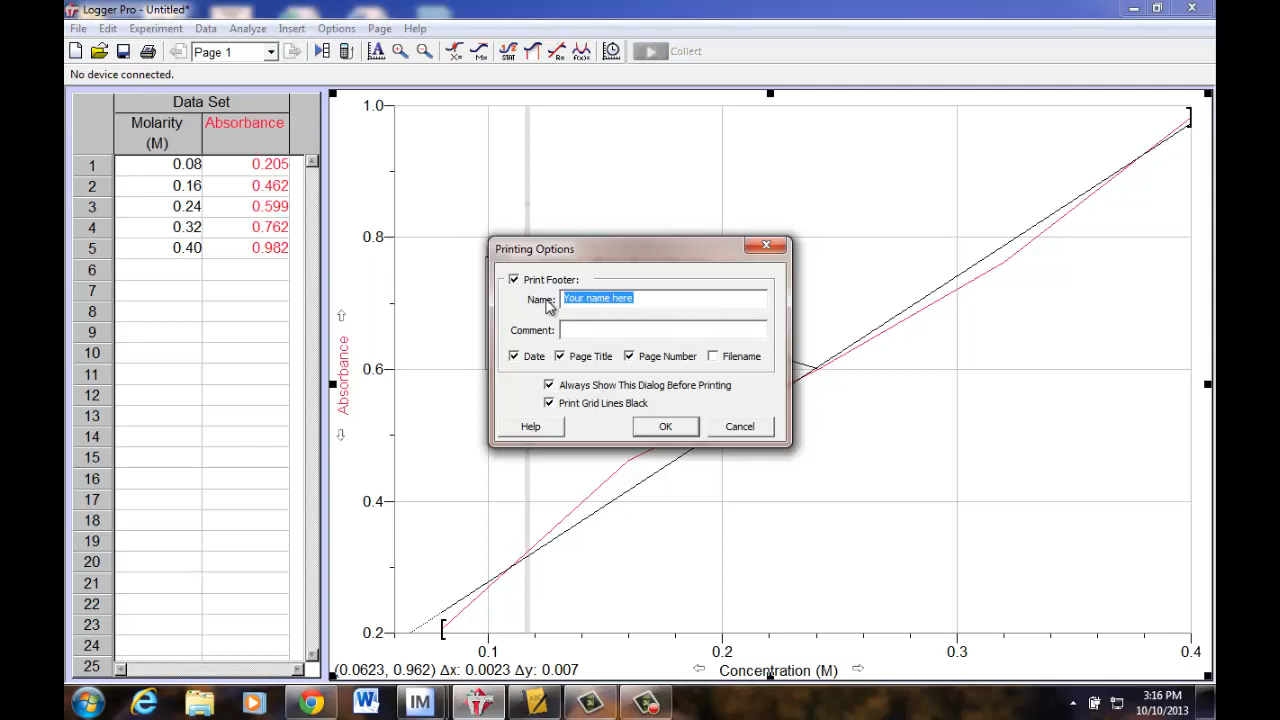 Logger Pro - Untitled*
File Edit Experiment Data Analyze Insert Options Page Help
Page 1
Collect
No device connected.
Data Set
Molarity
(M)
Absorbance
1 0.08 0.205
2 0.16 0.462
3 0.24 0.599
4 0.32 0.762
5 0.40 0.982
6
7
8
9
10
11
12
13
14
15
16
17
18
19
20
21
22
23
24
25
1.0
0.8
0.6
0.4
0.2
Absorbance
0.1 0.2 0.3 0.4
Concentration (M)
(0.0623, 0.962) Δx: 0.0023 Δy: 0.007
Printing Options
Print Footer:
Name: Your name here
Comment:
Date Page Title Page Number Filename
Always Show This Dialog Before Printing
Print Grid Lines Black
Help OK Cancel
3:16 PM
10/10/2013